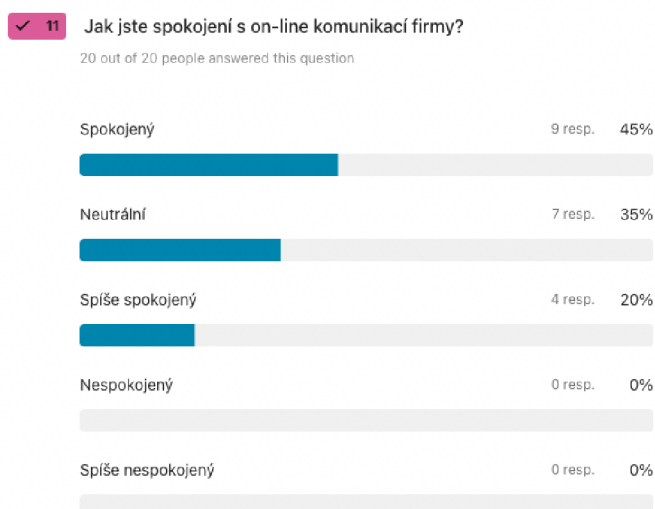 11 Jak jste spokojení s on-line komunikací firmy?
20 out of 20 people answered this question
Spokojený 9 resp. 45%
Neutrální 7 resp. 35%
Spíše spokojený 4 resp. 20%
Nespokojený 0 resp. 0%
Spíše nespokojený 0 resp. 0%